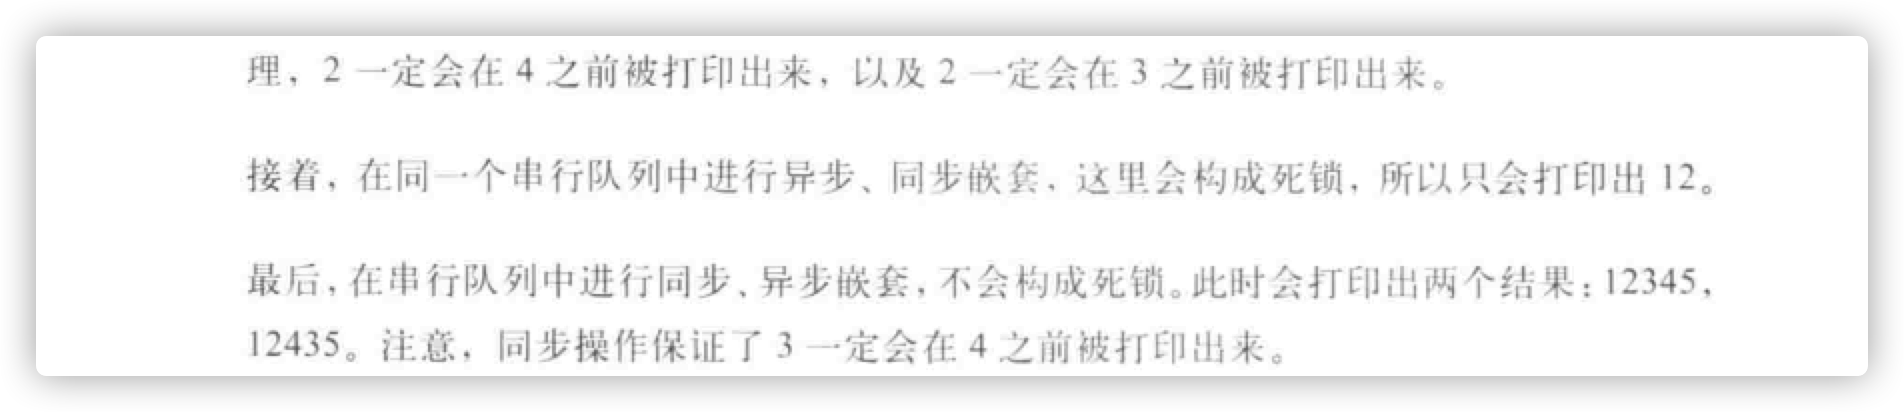 理，2 一定会在 4 之前被打印出来，以及 2 一定会在 3 之前被打印出来。
接着，在同一个串行队列中进行异步、同步嵌套，这里会构成死锁，所以只会打印出 12。
最后，在串行队列中进行同步、异步嵌套，不会构成死锁。此时会打印出两个结果：12345，
12435。注意，同步操作保证了 3 一定会在 4 之前被打印出来。